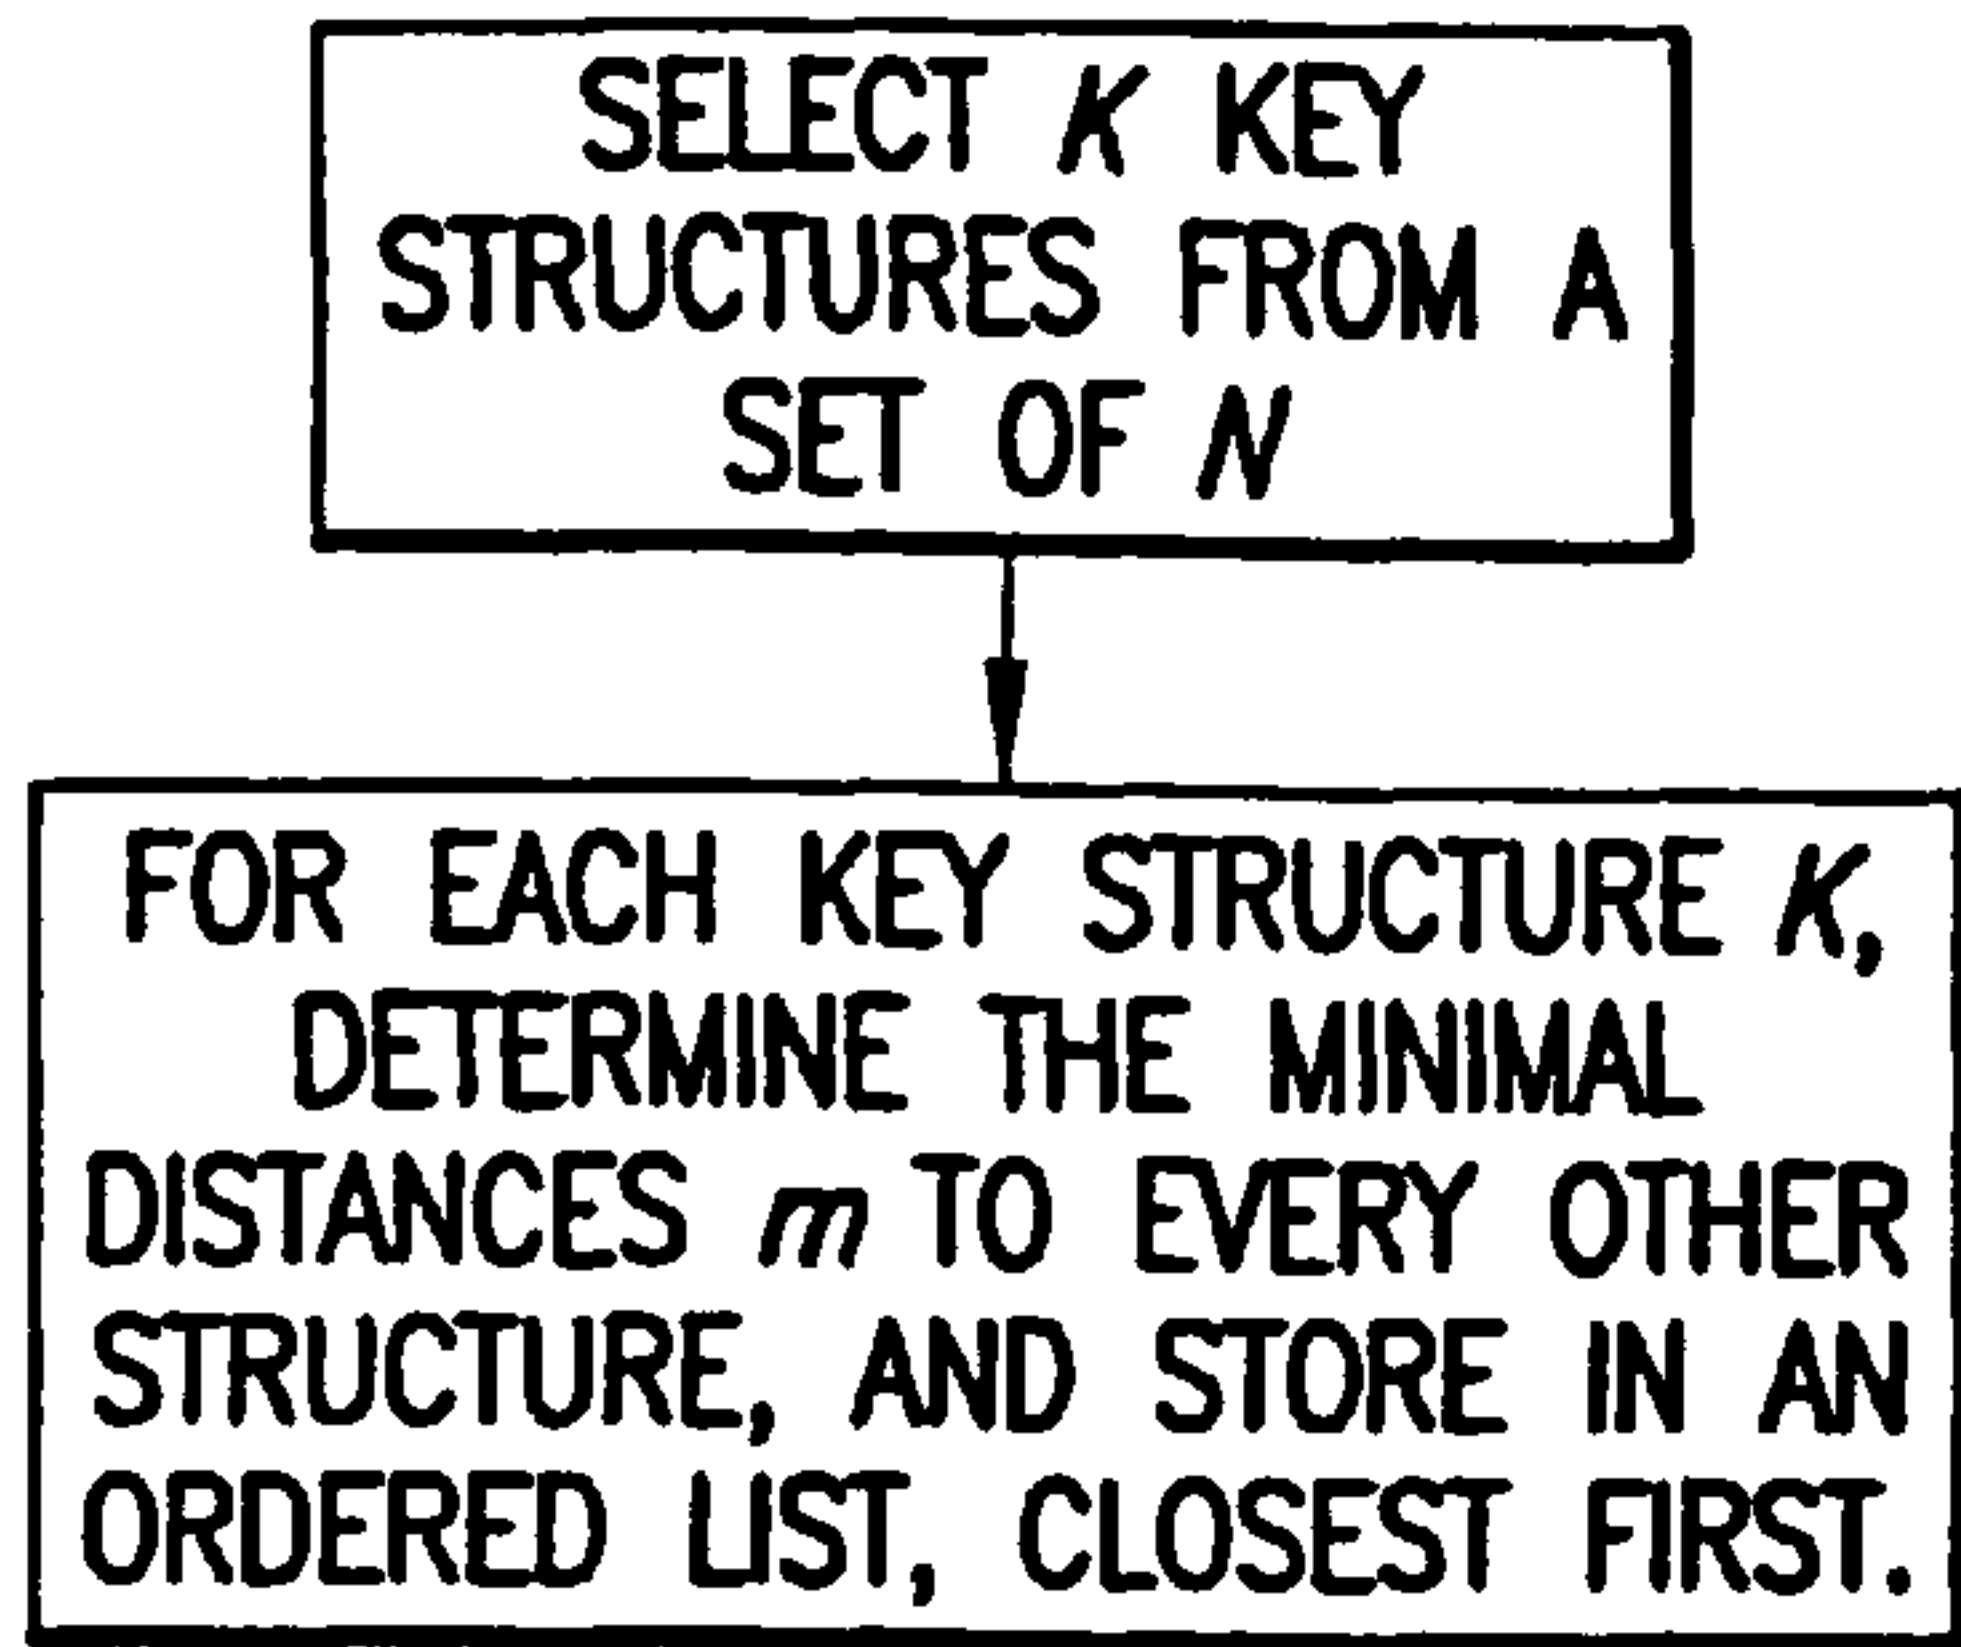 SELECT K KEY
STRUCTURES FROM A
SET OF N
FOR EACH KEY STRUCTURE K,
DETERMINE THE MINIMAL
DISTANCES m TO EVERY OTHER
STRUCTURE, AND STORE IN AN
ORDERED LIST, CLOSEST FIRST.